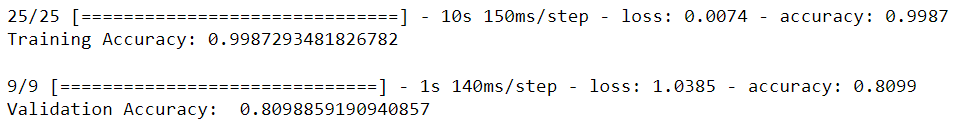 25/25 [==============================] - 10s 150ms/step - loss: 0.0074 - accuracy: 0.9987
Training Accuracy: 0.9987293481826782
9/9 [==============================] - 1s 140ms/step - loss: 1.0385 - accuracy: 0.8099
Validation Accuracy:  0.8098859190940857